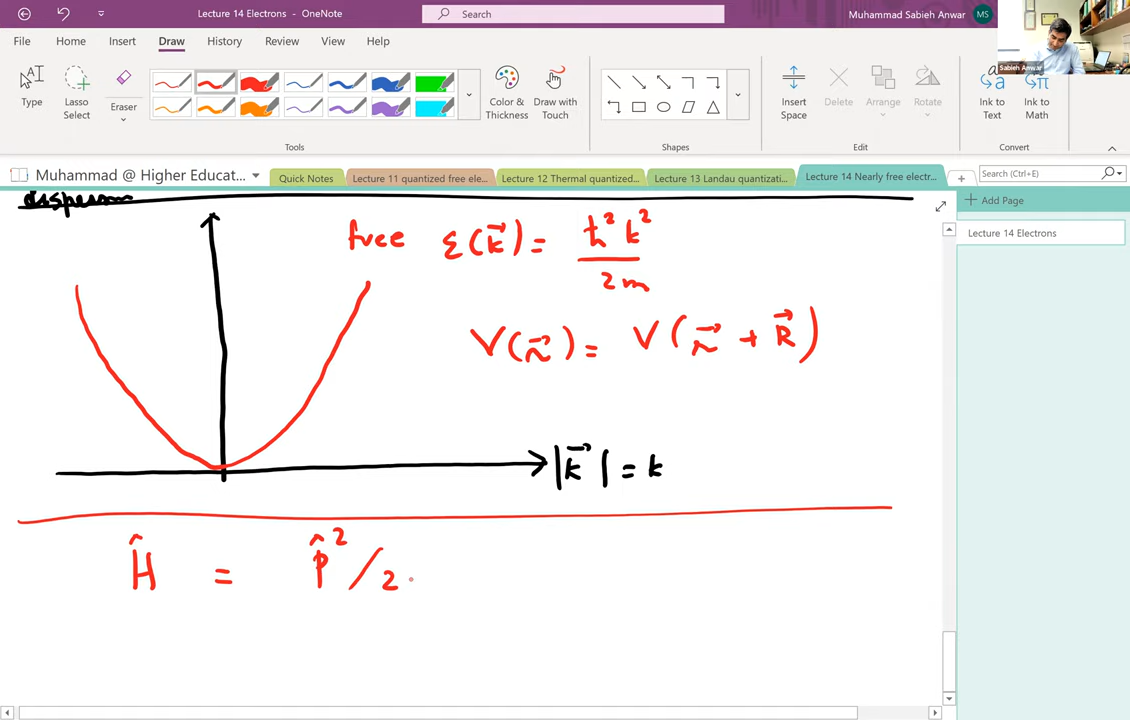 Lecture 14 Electrons - OneNote
Search
Muhammad Sabieh Anwar
MS
File
Home
Insert
Draw
History
Review
View
Help
Sabieh Anwar
Type
Lasso Select
Eraser
Color & Thickness
Draw with Touch
Insert Space
Delete
Arrange
Rotate
Ink to Text
Ink to Math
Tools
Shapes
Edit
Convert
Muhammad @ Higher Educat...
Quick Notes
Lecture 11 quantized free ele...
Lecture 12 Thermal quantized...
Lecture 13 Landau quantizati...
Lecture 14 Nearly free electr...
Search (Ctrl+E)
Add Page
Lecture 14 Electrons
free ε(k⃗) = ħ²k²/2m
V(r⃗) = V(r⃗ + R⃗)
|k⃗| = k
Ĥ = P̂²/2